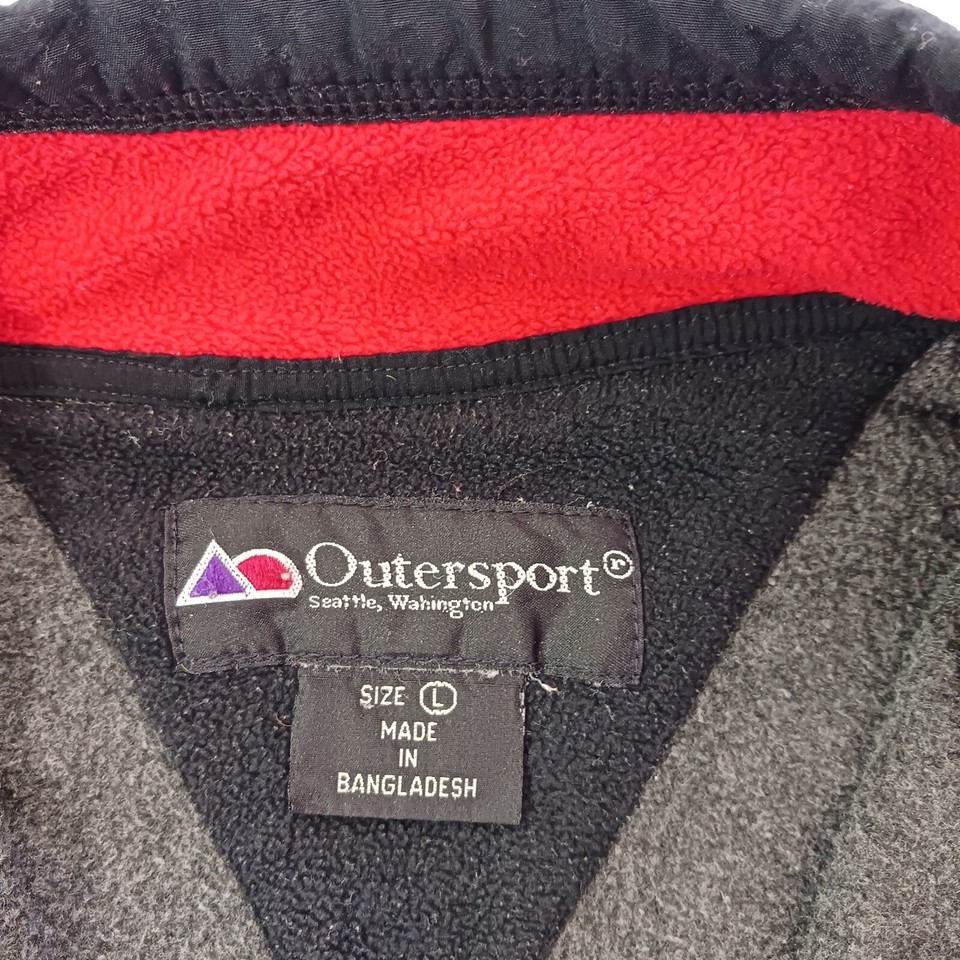 Outersport®
Seattle, Wahington
SIZE L
MADE
IN
BANGLADESH